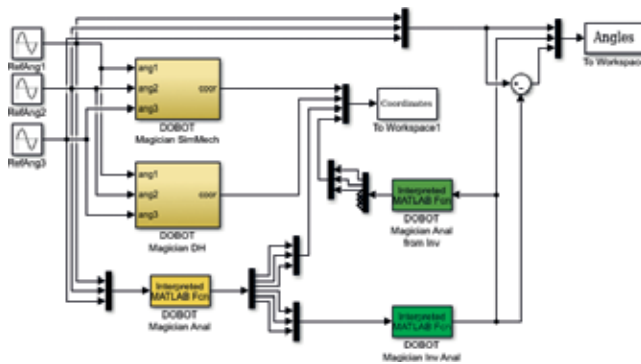 RefAng1
RefAng2
RefAng3
ang1
ang2
ang3
coor
DOBOT
Magician SimMech
ang1
ang2
ang3
coor
DOBOT
Magician DH
Interpreted
MATLAB Fcn
DOBOT
Magician Anal
Coordinates
To Workspace1
Interpreted
MATLAB Fcn
DOBOT
Magician Anal
from Inv
Interpreted
MATLAB Fcn
DOBOT
Magician Inv Anal
Angles
To Workspace